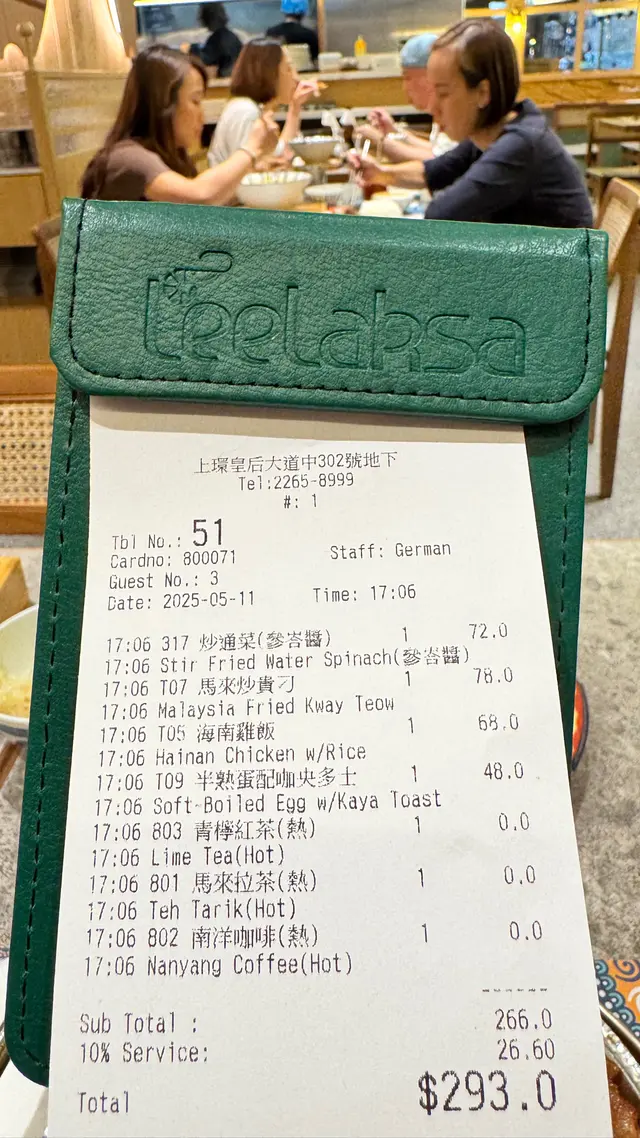 leelaksa
上環皇后大道中302號地下
Tel:2265-8999
#: 1
Tbl No.: 51
Cardno: 800071 Staff: German
Guest No.: 3
Date: 2025-05-11 Time: 17:06
17:06 317 炒通菜(參峇醬) 1 72.0
17:06 Stir Fried Water Spinach(參峇醬)
17:06 T07 馬來炒貴刁 1 78.0
17:06 Malaysia Fried Kway Teow
17:06 T05 海南雞飯 1 68.0
17:06 Hainan Chicken w/Rice
17:06 T09 半熟蛋配咖央多士 1 48.0
17:06 Soft-Boiled Egg w/Kaya Toast
17:06 803 青檸紅茶(熱) 1 0.0
17:06 Lime Tea(Hot)
17:06 801 馬來拉茶(熱) 1 0.0
17:06 Teh Tarik(Hot)
17:06 802 南洋咖啡(熱) 1 0.0
17:06 Nanyang Coffee(Hot)
-------
Sub Total : 266.0
10% Service: 26.60
Total $293.0